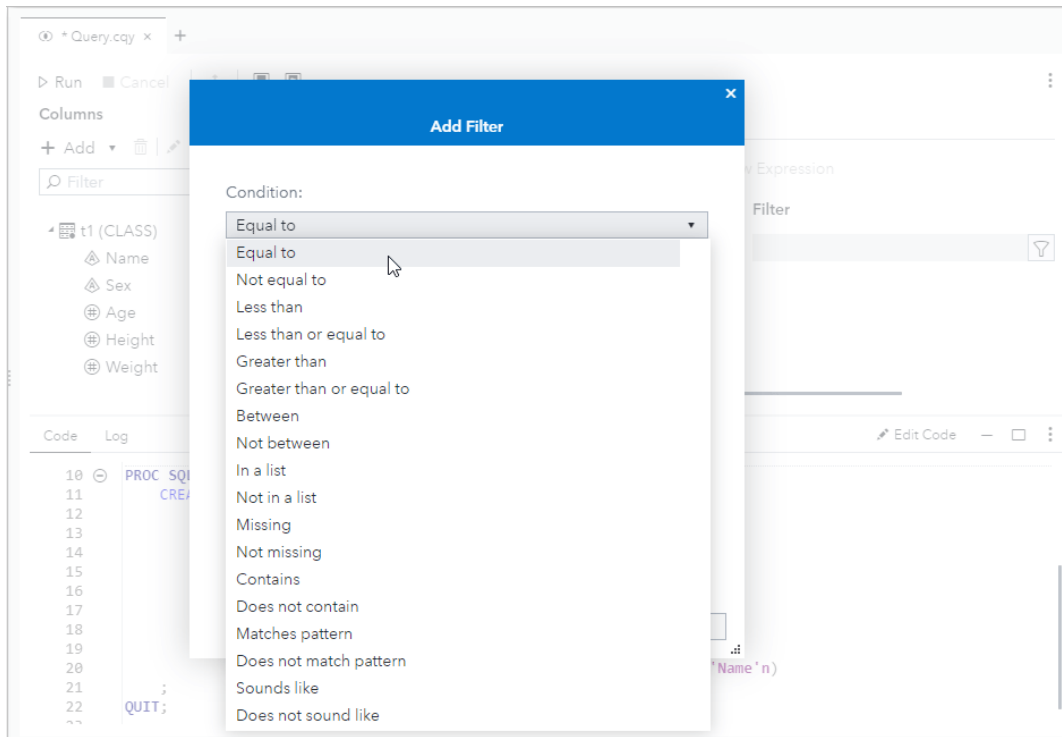 * Query.cqy × +
Run Cancel
Columns
+ Add
Filter
t1 (CLASS)
Name
Sex
Age
Height
Weight
×
Add Filter
Condition:
Equal to
Equal to
Not equal to
Less than
Less than or equal to
Greater than
Greater than or equal to
Between
Not between
In a list
Not in a list
Missing
Not missing
Contains
Does not contain
Matches pattern
Does not match pattern
Sounds like
Does not sound like
Expression
Filter
Code Log Edit Code
10 PROC
11
12
13
14
15
16
17
18
19
20 'Name'n)
21 ;
22 QUIT;